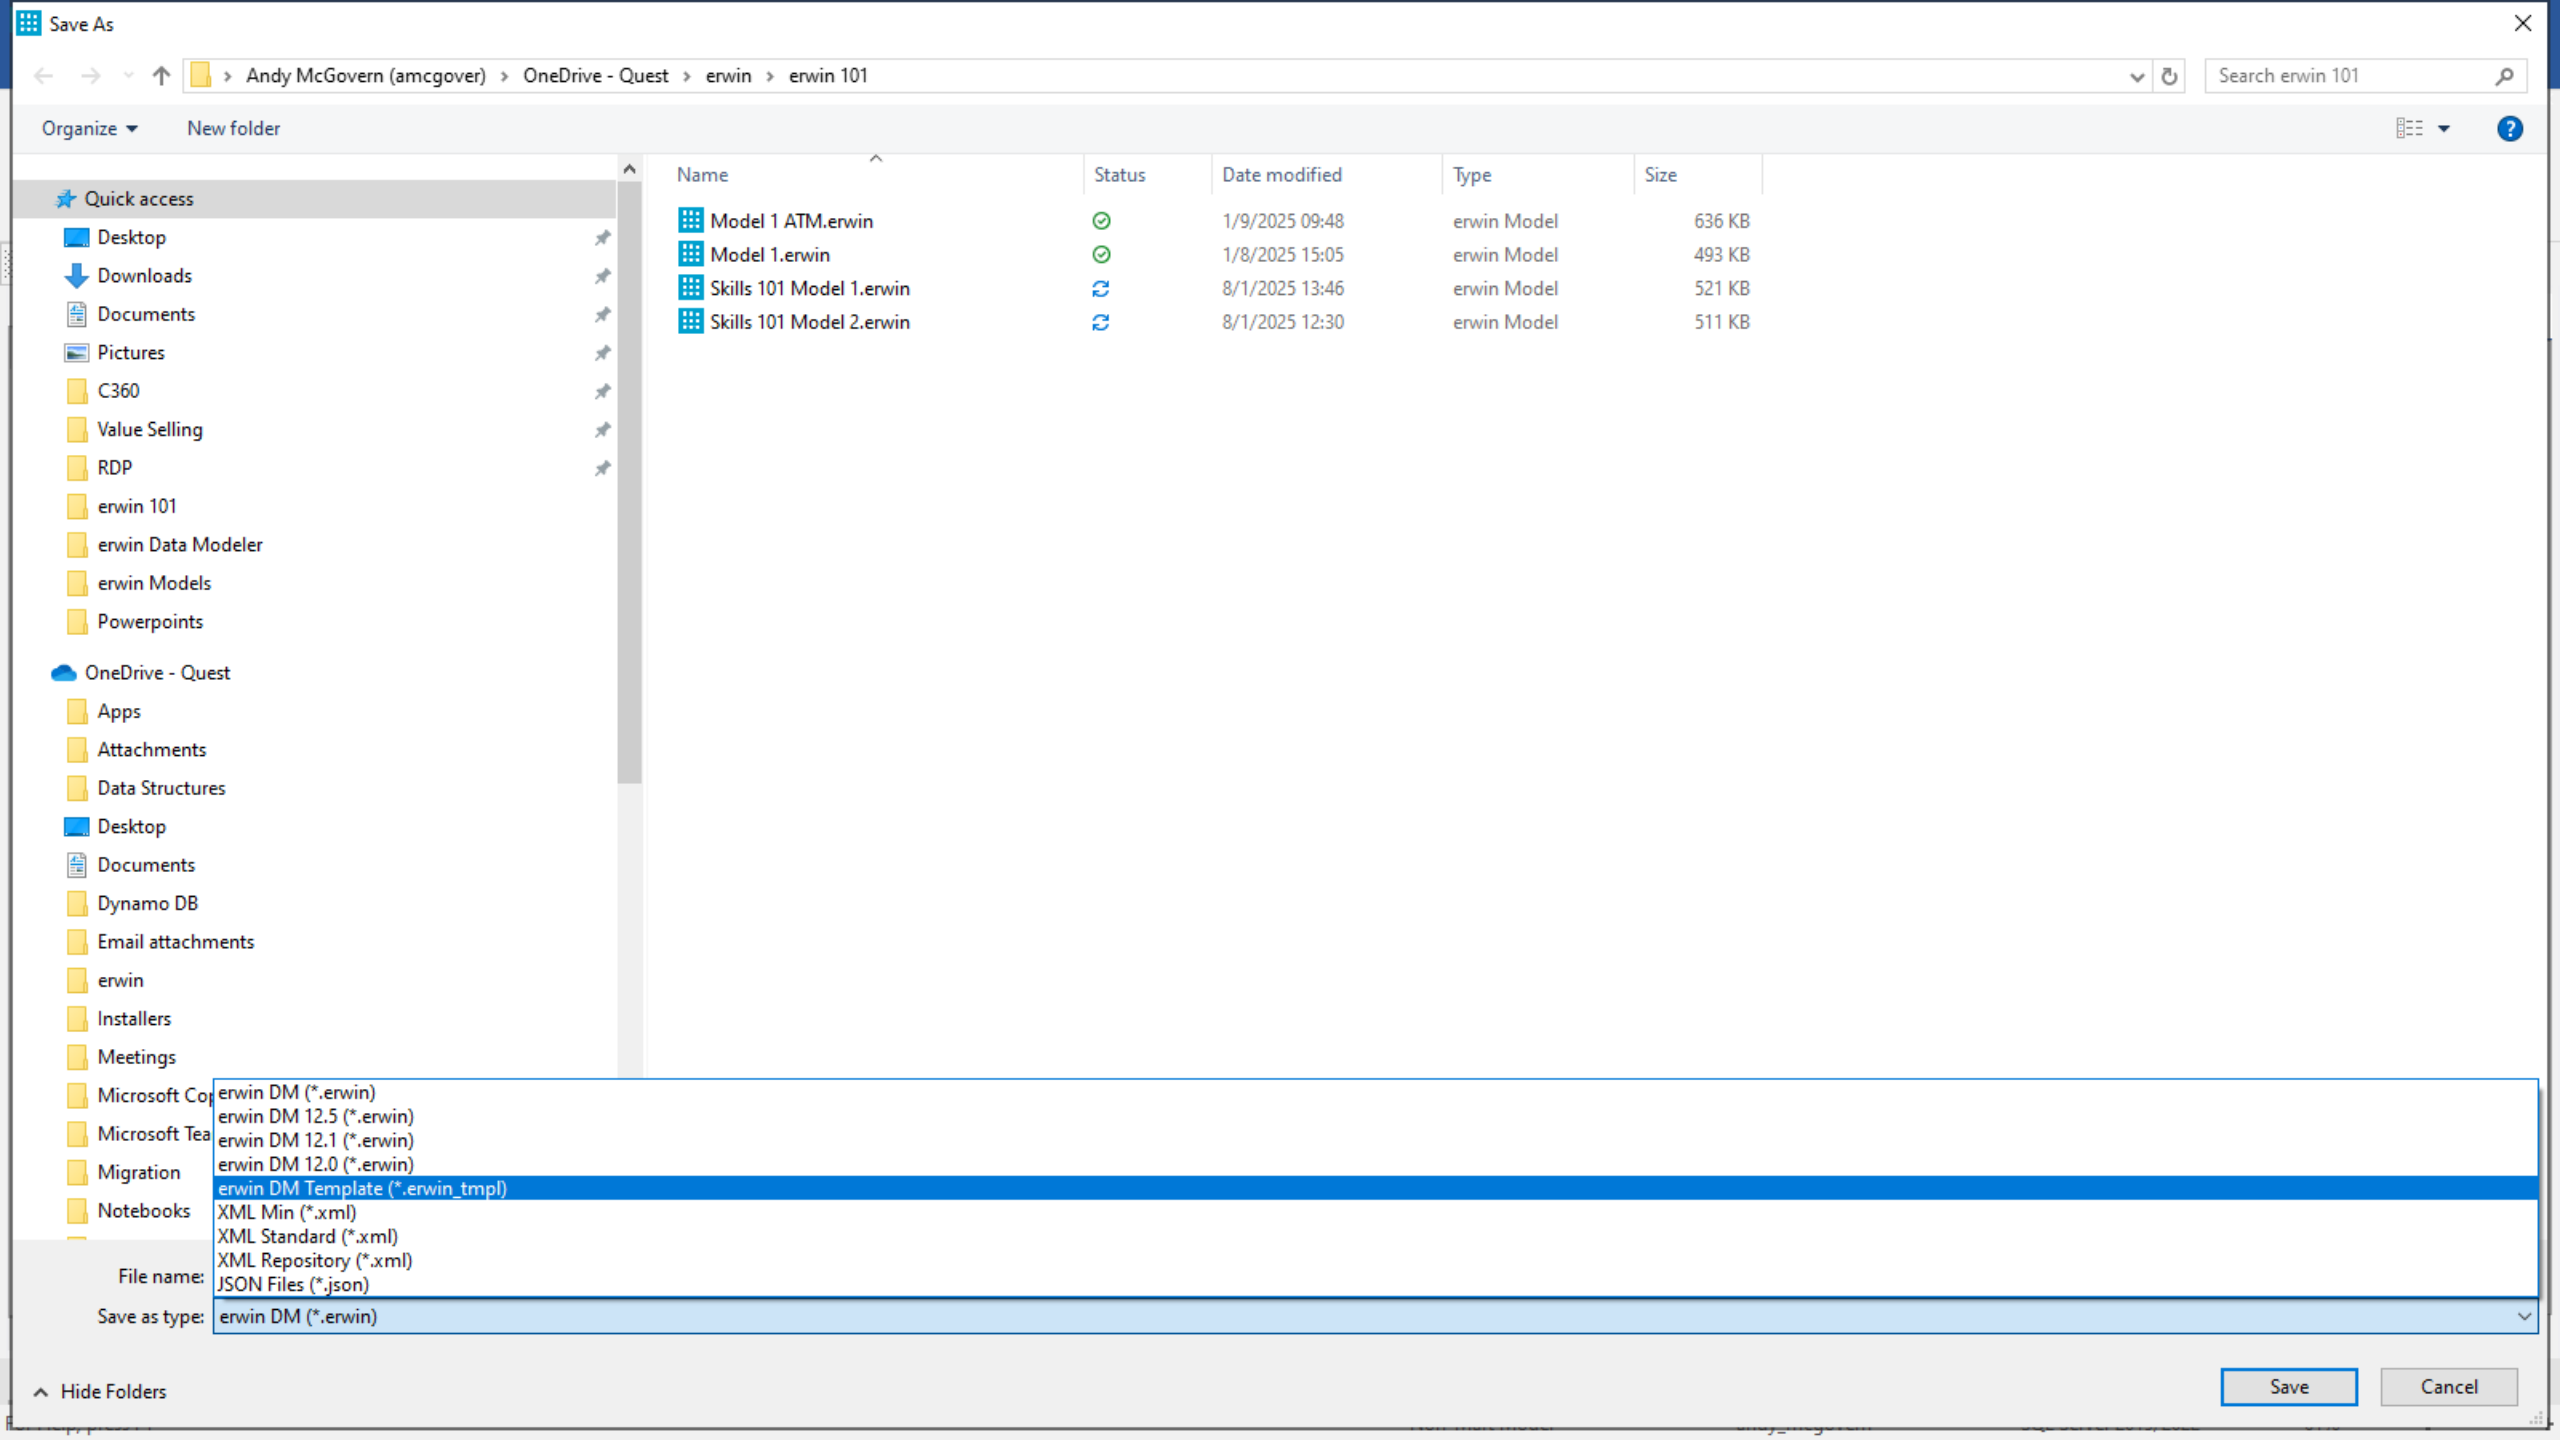 Save As
Andy McGovern (amcgover) › OneDrive - Quest › erwin › erwin 101
Search erwin 101
Organize
New folder
Name Status Date modified Type Size
Model 1 ATM.erwin 1/9/2025 09:48 erwin Model 636 KB
Model 1.erwin 1/8/2025 15:05 erwin Model 493 KB
Skills 101 Model 1.erwin 8/1/2025 13:46 erwin Model 521 KB
Skills 101 Model 2.erwin 8/1/2025 12:30 erwin Model 511 KB
Quick access
Desktop
Downloads
Documents
Pictures
C360
Value Selling
RDP
erwin 101
erwin Data Modeler
erwin Models
Powerpoints
OneDrive - Quest
Apps
Attachments
Data Structures
Desktop
Documents
Dynamo DB
Email attachments
erwin
Installers
Meetings
Microsoft Cop
Microsoft Tea
Migration
Notebooks
erwin DM (*.erwin)
erwin DM 12.5 (*.erwin)
erwin DM 12.1 (*.erwin)
erwin DM 12.0 (*.erwin)
erwin DM Template (*.erwin_tmpl)
XML Min (*.xml)
XML Standard (*.xml)
XML Repository (*.xml)
JSON Files (*.json)
File name:
Save as type: erwin DM (*.erwin)
Hide Folders
Save
Cancel